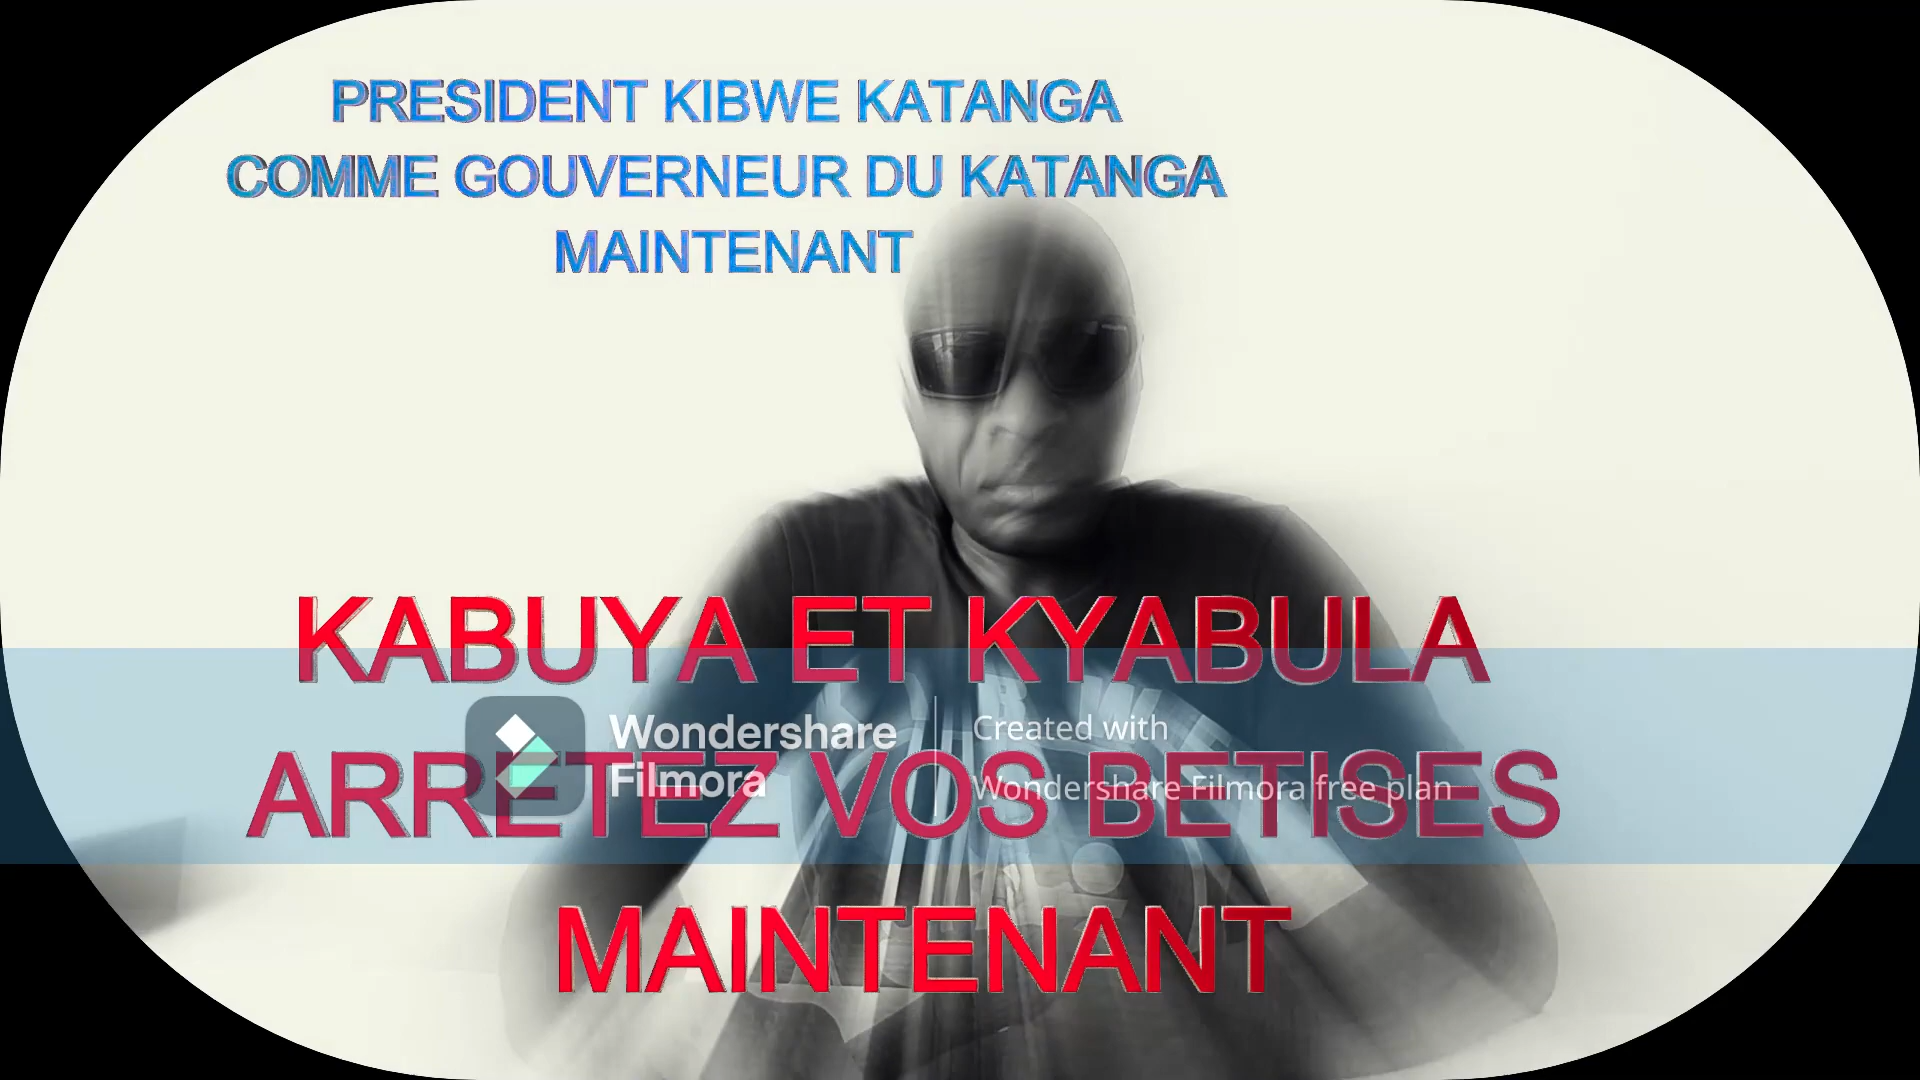 PRESIDENT KIBWE KATANGA
COMME GOUVERNEUR DU KATANGA
MAINTENANT
KABUYA ET KYABULA
Wondershare
Filmora
Created with
Wondershare Filmora free plan
ARRETEZ VOS BETISES
MAINTENANT